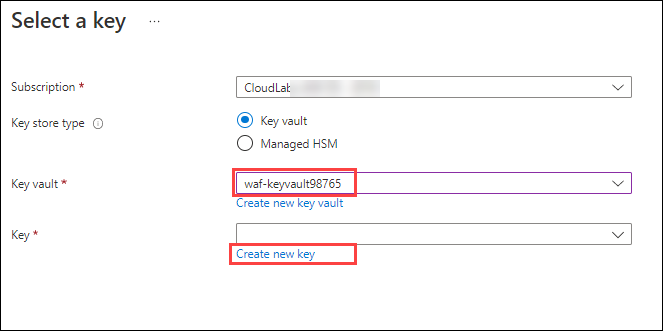 Select a key ...
Subscription *
CloudLab
Key store type
Key vault
Managed HSM
Key vault *
waf-keyvault98765
Create new key vault
Key *
Create new key